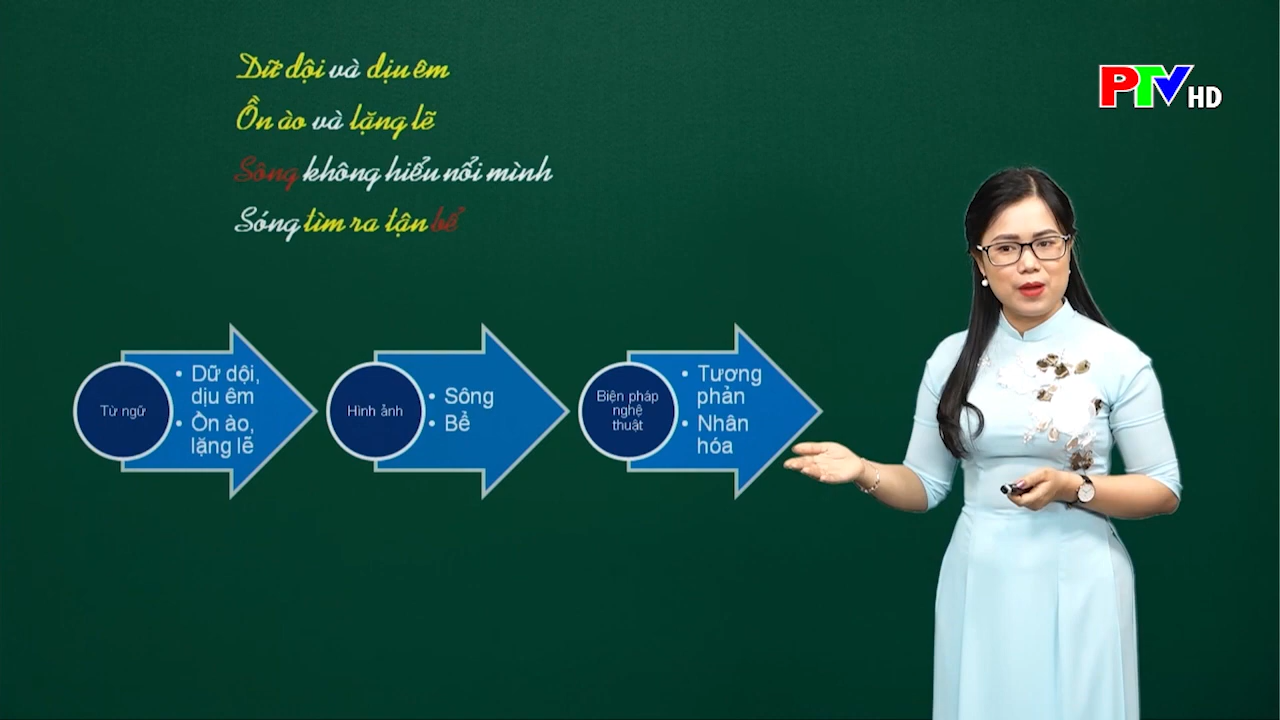 Dữ dội và dịu êm
Ồn ào và lặng lẽ
Sông không hiểu nổi mình
Sóng tìm ra tận bể
PTV HD
Từ ngữ
• Dữ dội,
dịu êm
• Ồn ào,
lặng lẽ
Hình ảnh
• Sông
• Bể
Biện pháp
nghệ
thuật
• Tương
phản
• Nhân
hóa